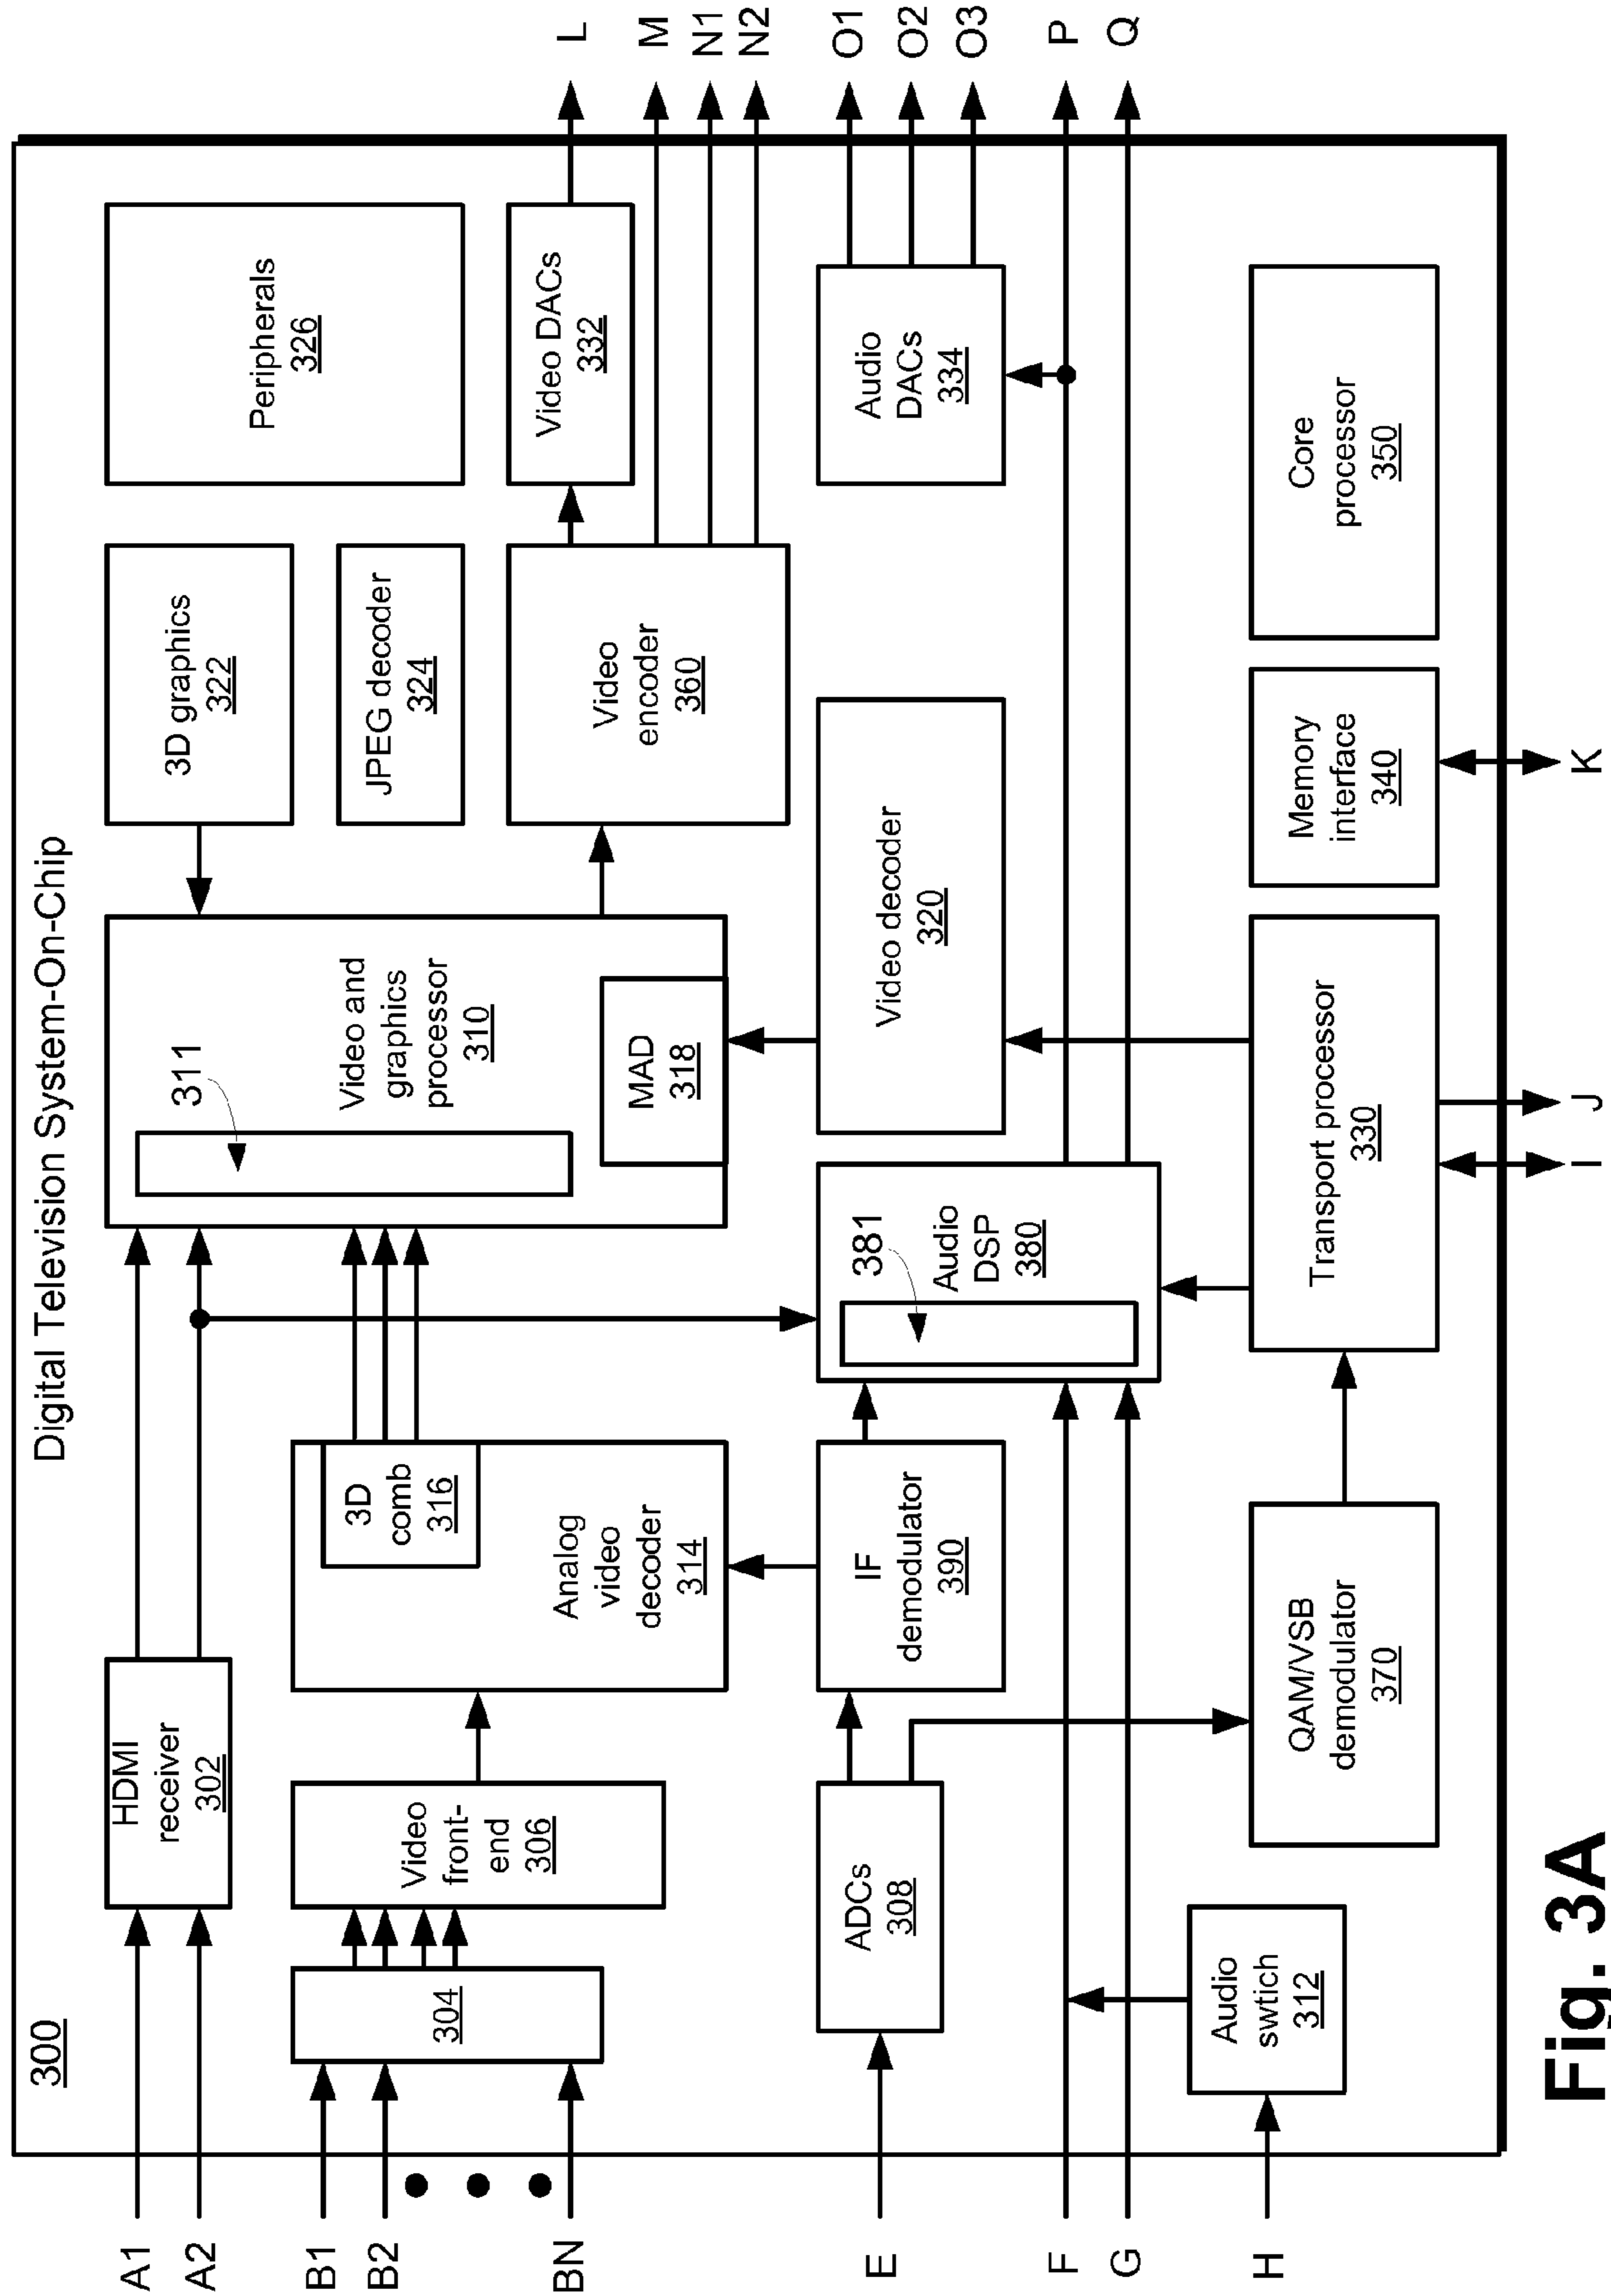 Digital Television System-On-Chip
300
A1
A2
B1
B2
BN
E
F
G
H
HDMI
receiver
302
304
Video
front-
end
306
Analog
video
decoder
314
3D
comb
316
311
Video and
graphics
processor
310
MAD
318
3D graphics
322
JPEG decoder
324
Peripherals
326
Video
encoder
360
Video DACs
332
ADCs
308
IF
demodulator
390
381
Audio
DSP
380
Video decoder
320
Audio
DACs
334
Audio
swtich
312
QAM/VSB
demodulator
370
Transport processor
330
Memory
interface
340
Core
processor
350
L
M
N1
N2
O1
O2
O3
P
Q
I
J
K
Fig. 3A